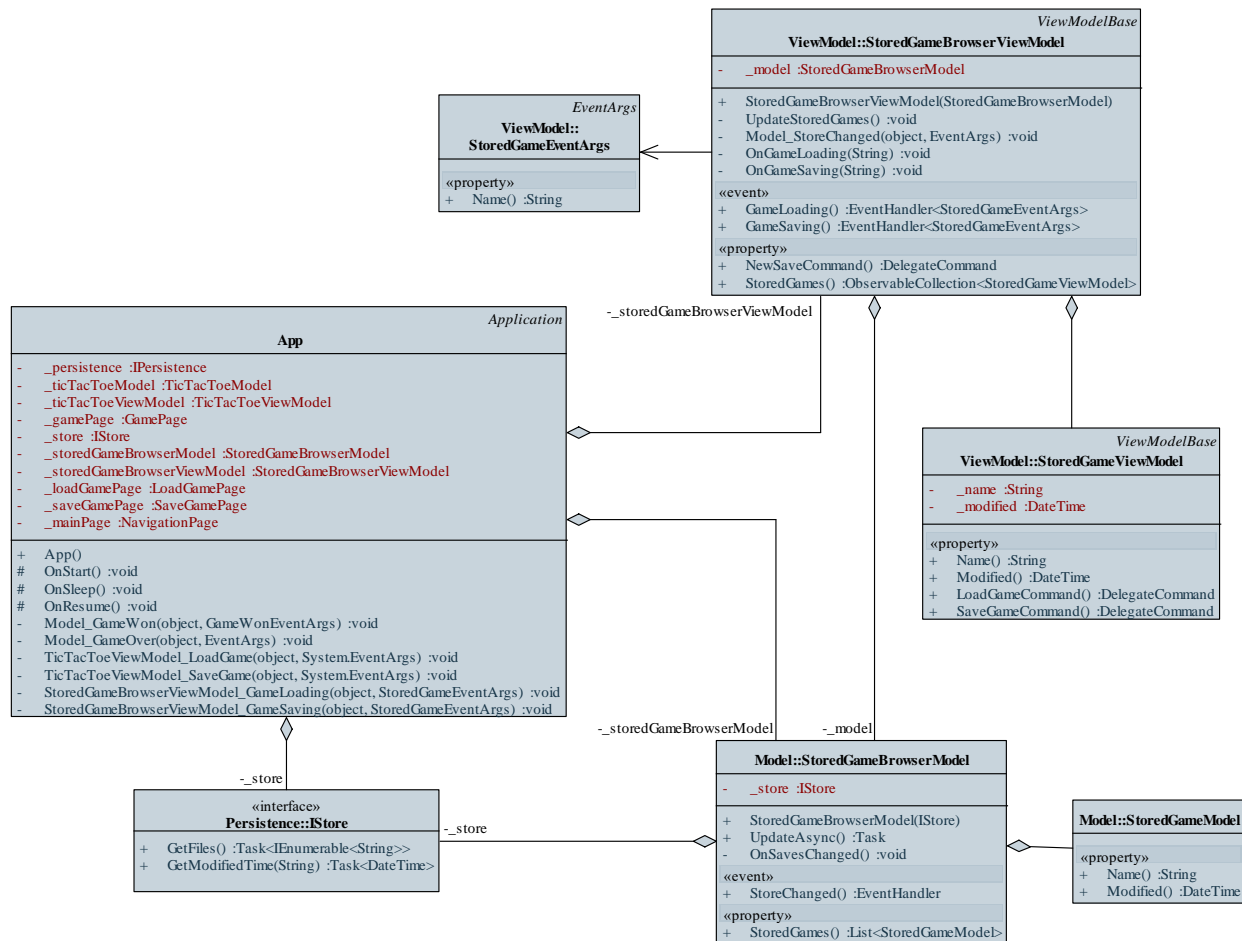 ViewModelBase
ViewModel::StoredGameBrowserViewModel
- _model :StoredGameBrowserModel
+ StoredGameBrowserViewModel(StoredGameBrowserModel)
- UpdateStoredGames() :void
- Model_StoreChanged(object, EventArgs) :void
- OnGameLoading(String) :void
- OnGameSaving(String) :void
«event»
+ GameLoading() :EventHandler<StoredGameEventArgs>
+ GameSaving() :EventHandler<StoredGameEventArgs>
«property»
+ NewSaveCommand() :DelegateCommand
+ StoredGames() :ObservableCollection<StoredGameViewModel>
EventArgs
ViewModel::
StoredGameEventArgs
«property»
+ Name() :String
-_storedGameBrowserViewModel
Application
App
- _persistence :IPersistence
- _ticTacToeModel :TicTacToeModel
- _ticTacToeViewModel :TicTacToeViewModel
- _gamePage :GamePage
- _store :IStore
- _storedGameBrowserModel :StoredGameBrowserModel
- _storedGameBrowserViewModel :StoredGameBrowserViewModel
- _loadGamePage :LoadGamePage
- _saveGamePage :SaveGamePage
- _mainPage :NavigationPage
+ App()
# OnStart() :void
# OnSleep() :void
# OnResume() :void
- Model_GameWon(object, GameWonEventArgs) :void
- Model_GameOver(object, EventArgs) :void
- TicTacToeViewModel_LoadGame(object, System.EventArgs) :void
- TicTacToeViewModel_SaveGame(object, System.EventArgs) :void
- StoredGameBrowserViewModel_GameLoading(object, StoredGameEventArgs) :void
- StoredGameBrowserViewModel_GameSaving(object, StoredGameEventArgs) :void
ViewModelBase
ViewModel::StoredGameViewModel
- _name :String
- _modified :DateTime
«property»
+ Name() :String
+ Modified() :DateTime
+ LoadGameCommand() :DelegateCommand
+ SaveGameCommand() :DelegateCommand
-_storedGameBrowserModel
-_model
-_store
«interface»
Persistence::IStore
+ GetFiles() :Task<IEnumerable<String>>
+ GetModifiedTime(String) :Task<DateTime>
-_store
Model::StoredGameBrowserModel
- _store :IStore
+ StoredGameBrowserModel(IStore)
+ UpdateAsync() :Task
- OnSavesChanged() :void
«event»
+ StoreChanged() :EventHandler
«property»
+ StoredGames() :List<StoredGameModel>
Model::StoredGameModel
«property»
+ Name() :String
+ Modified() :DateTime